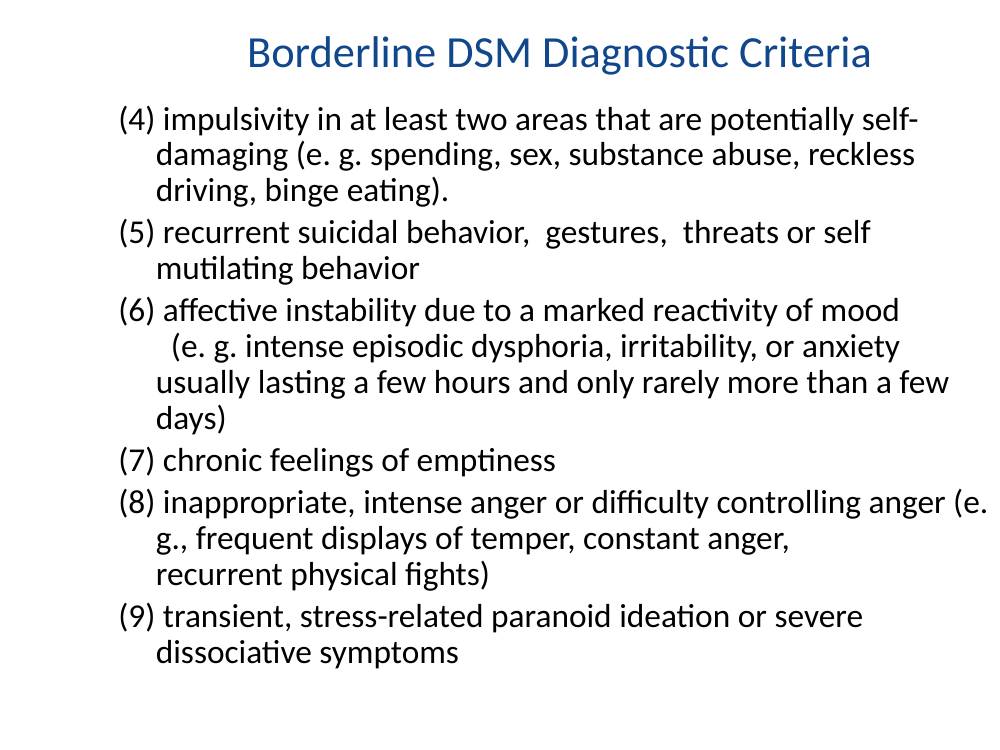 Borderline DSM Diagnostic Criteria
(4) impulsivity in at least two areas that are potentially self-
damaging (e. g. spending, sex, substance abuse, reckless
driving, binge eating).
(5) recurrent suicidal behavior,  gestures,  threats or self
mutilating behavior
(6) affective instability due to a marked reactivity of mood
(e. g. intense episodic dysphoria, irritability, or anxiety
usually lasting a few hours and only rarely more than a few
days)
(7) chronic feelings of emptiness
(8) inappropriate, intense anger or difficulty controlling anger (e.
g., frequent displays of temper, constant anger,
recurrent physical fights)
(9) transient, stress-related paranoid ideation or severe
dissociative symptoms